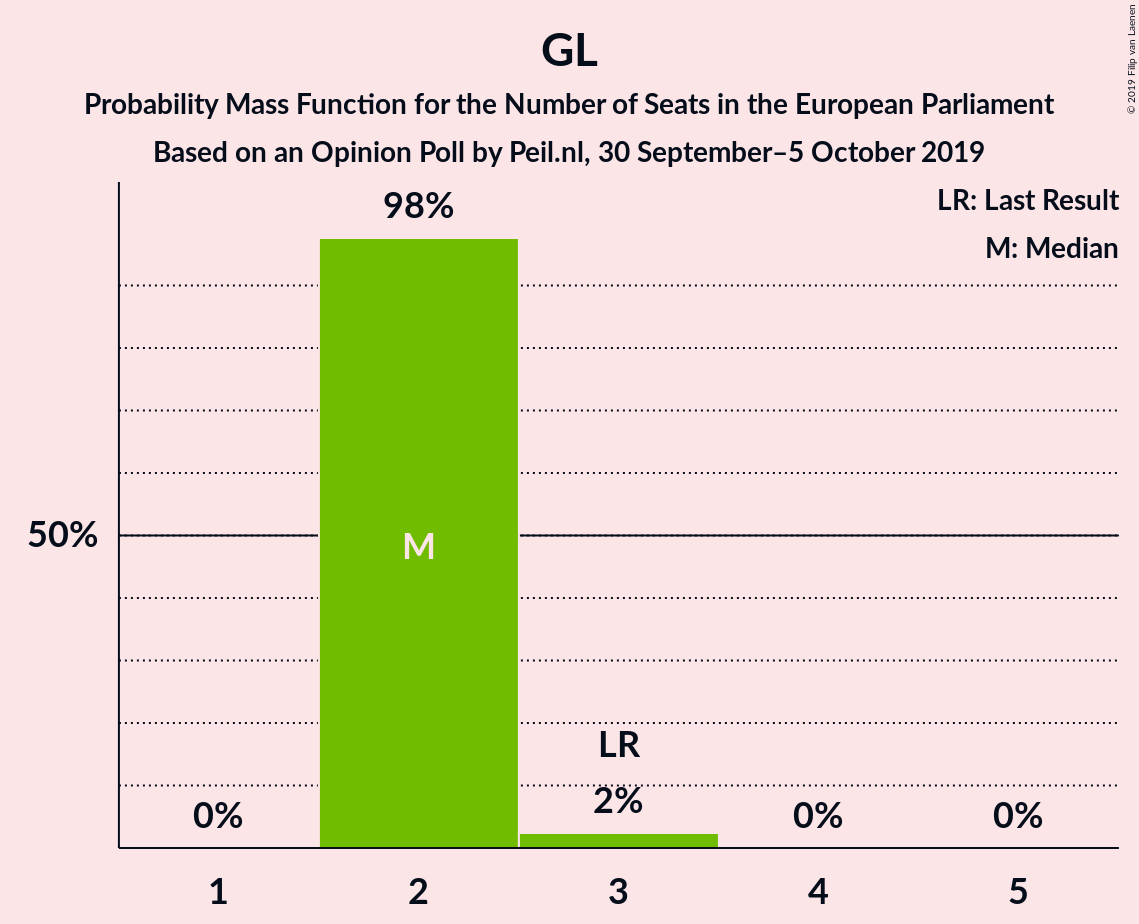 GL
Probability Mass Function for the Number of Seats in the European Parliament
Based on an Opinion Poll by Peil.nl, 30 September–5 October 2019
© 2019 Filip van Laenen
LR: Last Result
M: Median
98%
50%
M
LR
0%
2%
0%
0%
1 2 3 4 5